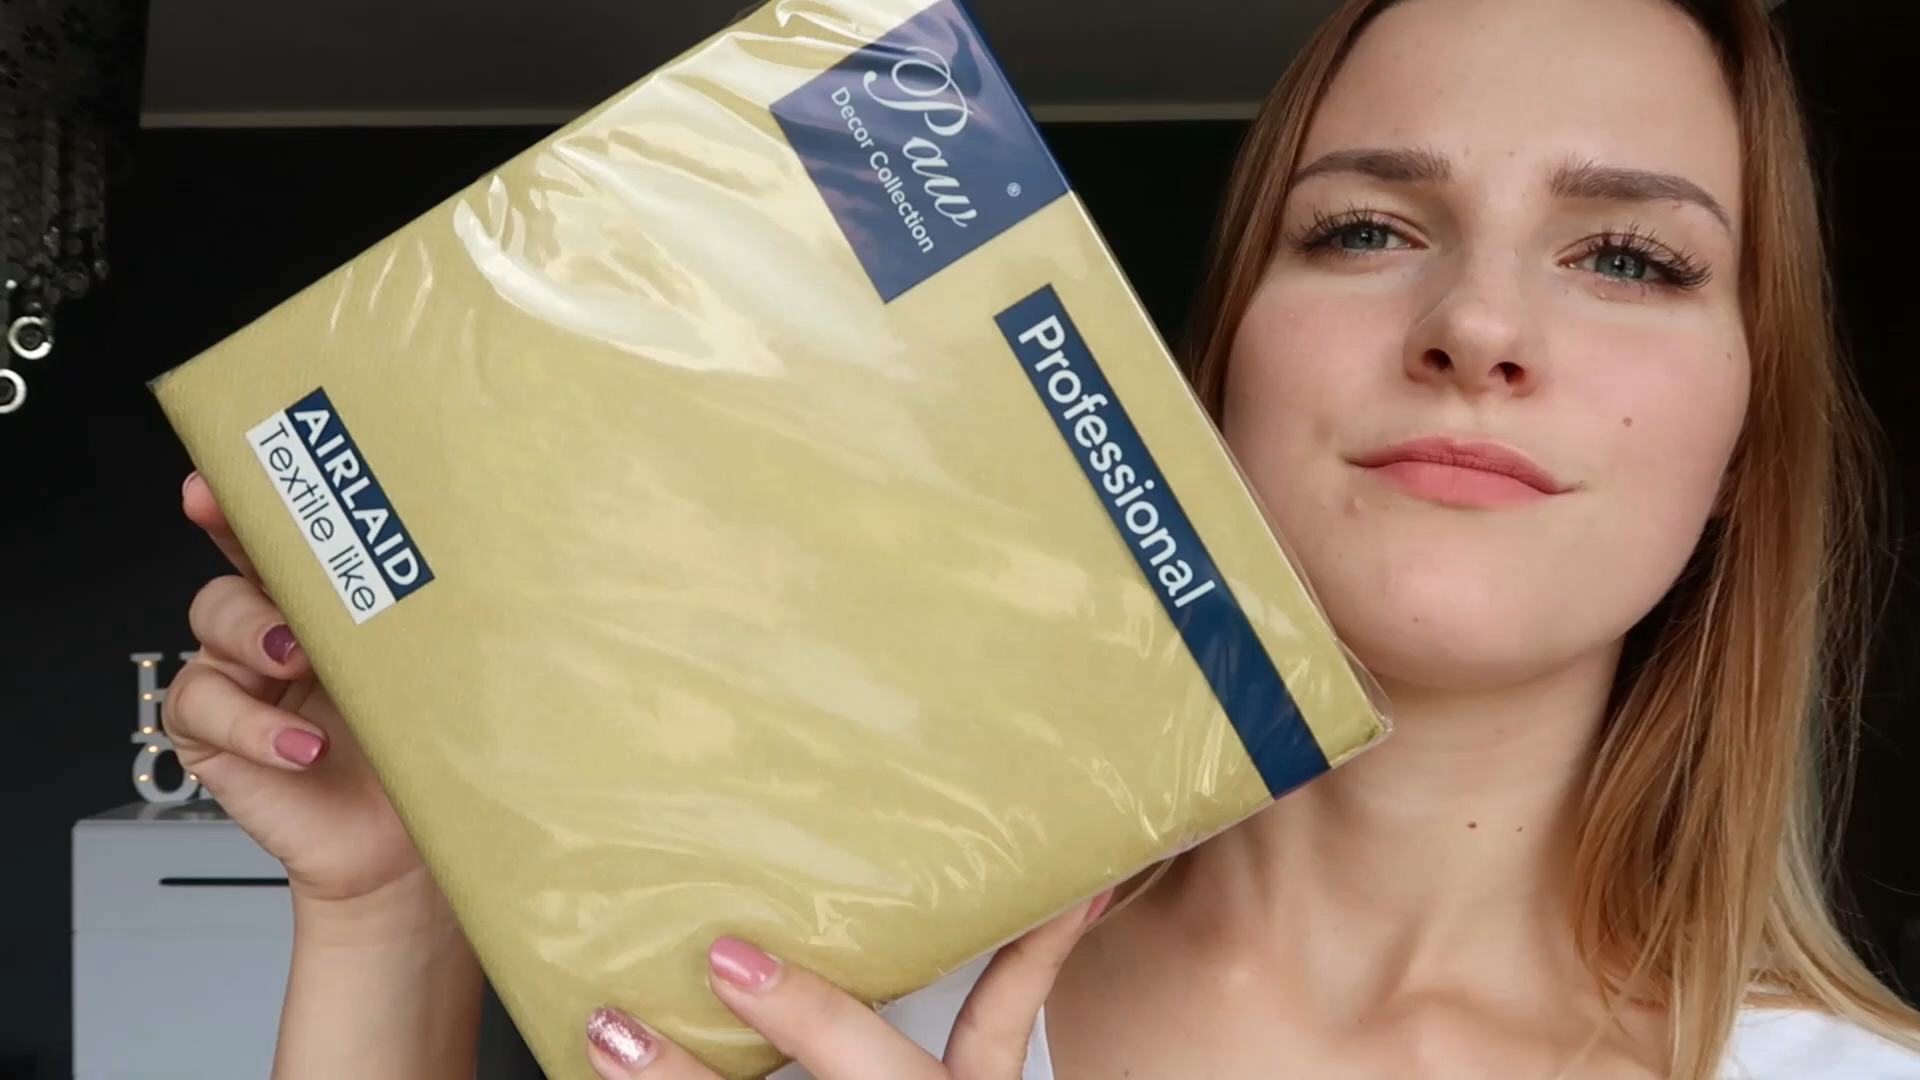 Paw®
Decor Collection
Professional
AIRLAID
Textile like
H
O